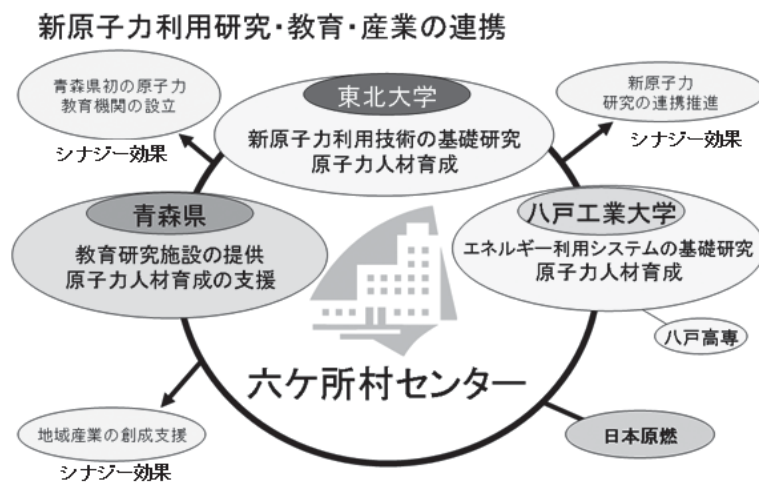 新原子力利用研究・教育・産業の連携
青森県初の原子力
教育機関の設立
シナジー効果
東北大学
新原子力利用技術の基礎研究
原子力人材育成
新原子力
研究の連携推進
シナジー効果
青森県
教育研究施設の提供
原子力人材育成の支援
八戸工業大学
エネルギー利用システムの基礎研究
原子力人材育成
八戸高専
六ケ所村センター
地域産業の創成支援
シナジー効果
日本原燃